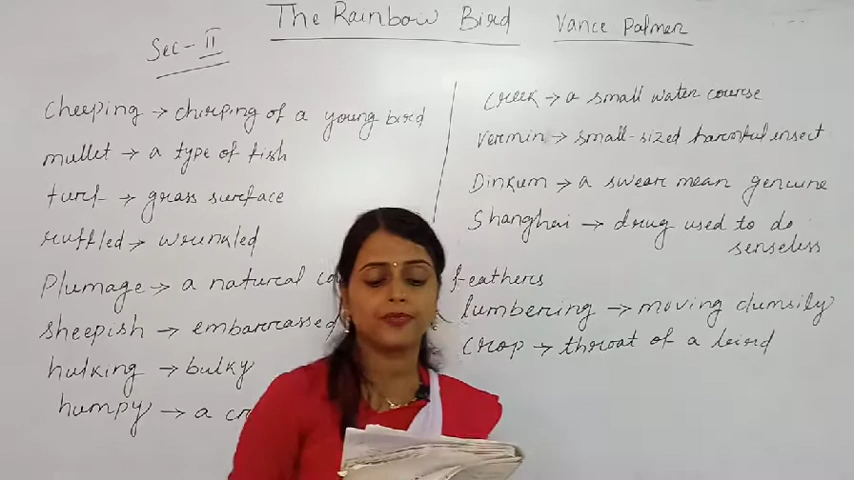 The Rainbow Bird Vance Palmer
Sec - II
cheeping → chirping of a young bird
mullet → a type of fish
turf → grass surface
ruffled → wrunkled
Plumage → a natural feathers
sheepish → embarrassed
hulking → bulky
humpy → a
creek → a small water course
vermin → small-sized harmful insect
Dinkum → a swear mean genuine
Shanghai → drug used to do
senseless
lumbering → moving clumsily
crop → throat of a bird